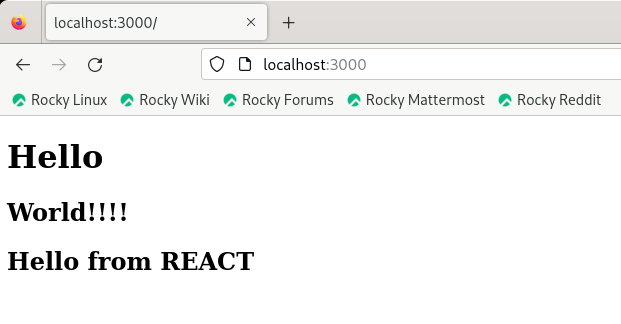 localhost:3000/
localhost:3000
Rocky Linux Rocky Wiki Rocky Forums Rocky Mattermost Rocky Reddit
Hello
World!!!!
Hello from REACT